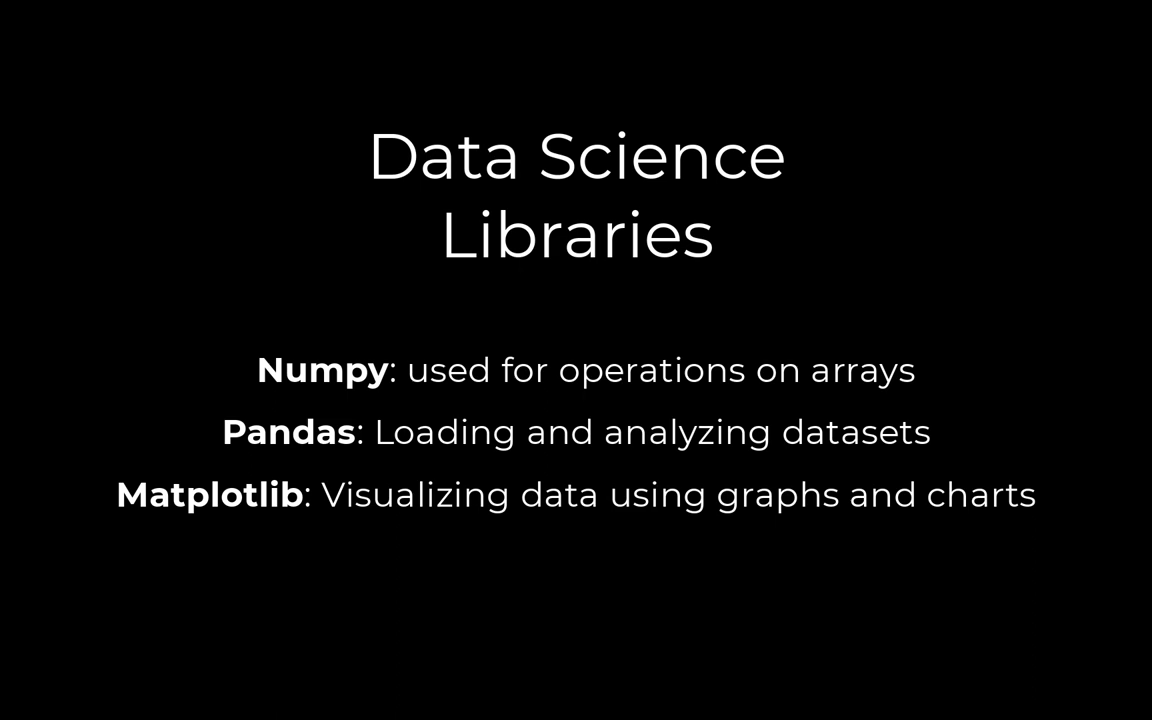 Data Science
Libraries
Numpy: used for operations on arrays
Pandas: Loading and analyzing datasets
Matplotlib: Visualizing data using graphs and charts